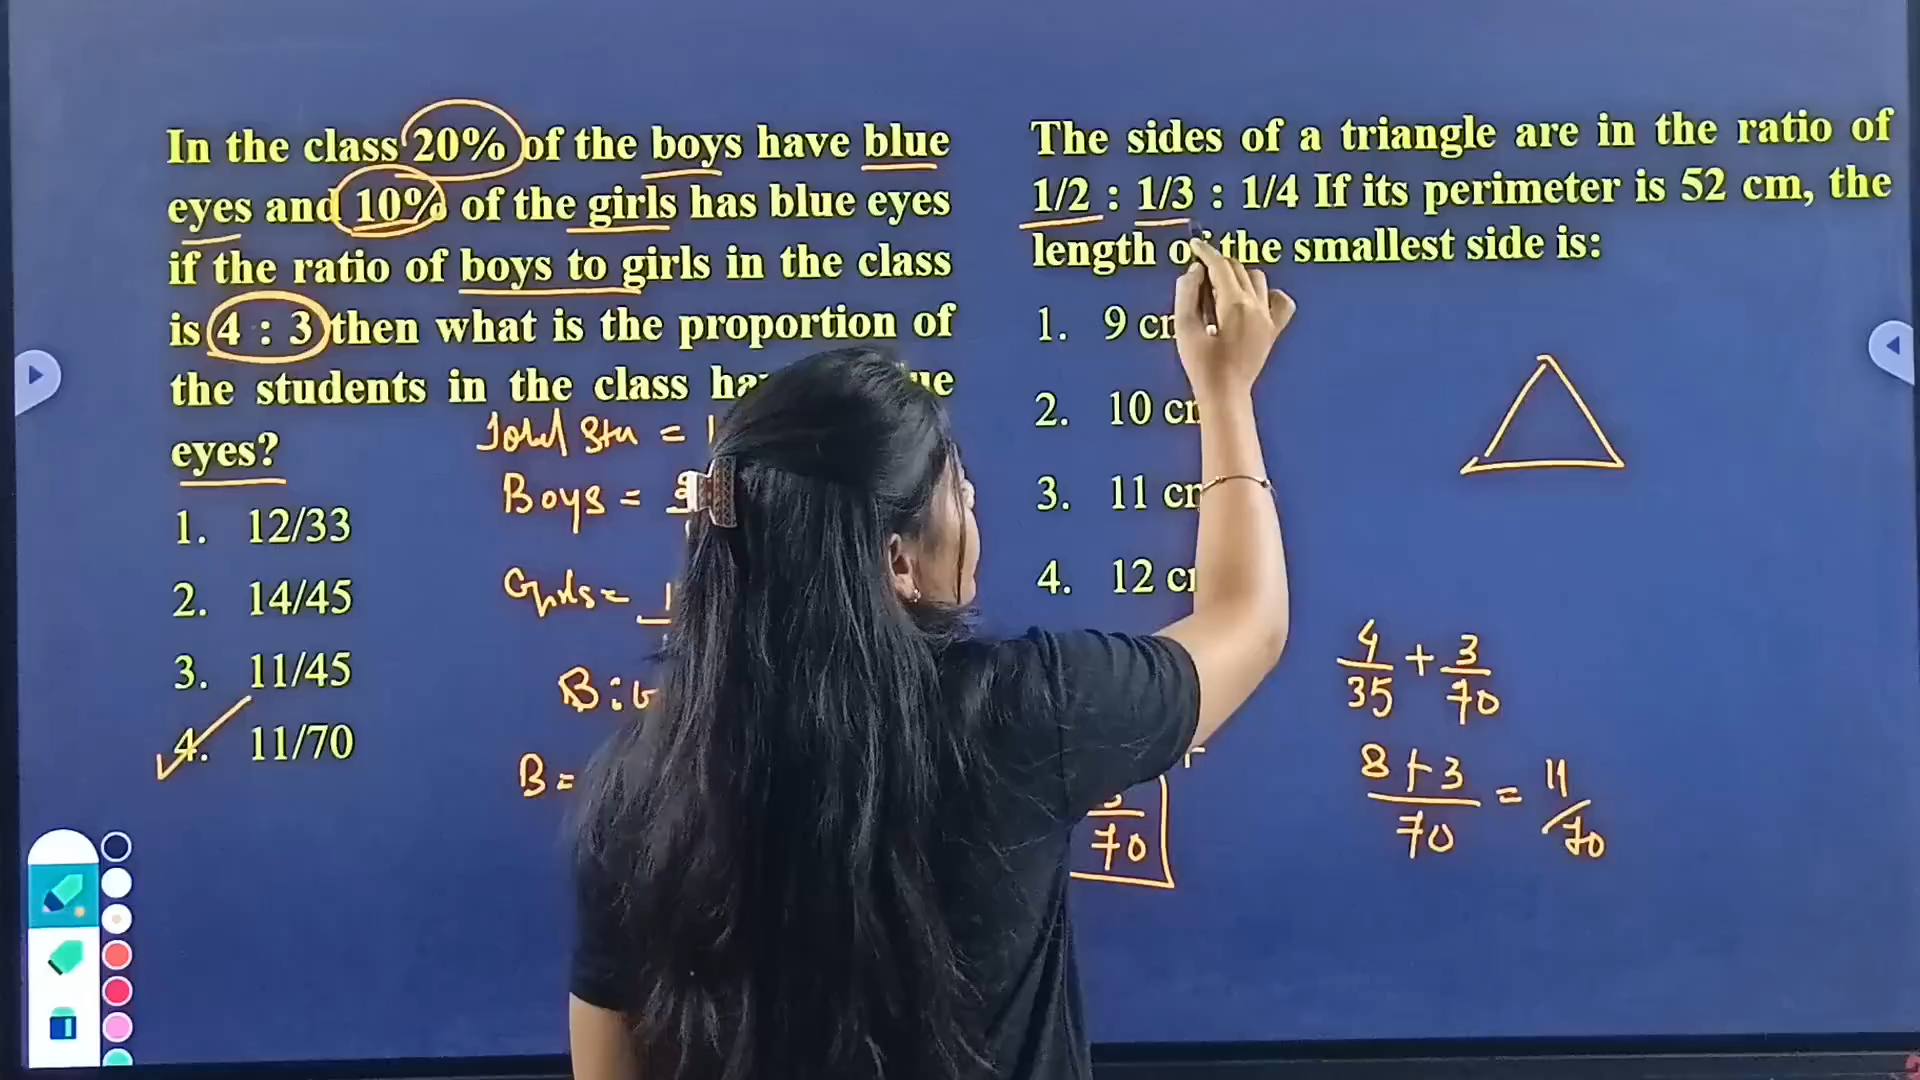 In the class 20% of the boys have blue
eyes and 10% of the girls has blue eyes
if the ratio of boys to girls in the class
is 4 : 3 then what is the proportion of
the students in the class
eyes?
1. 12/33
2. 14/45
3. 11/45
4. 11/70
Boys =
Girls =
B :
B =
70
The sides of a triangle are in the ratio of
1/2 : 1/3 : 1/4 If its perimeter is 52 cm, the
length of the smallest side is:
1. 9
2. 10
3. 11
4. 12
4/35 + 3/70
8+3/70 = 11/70